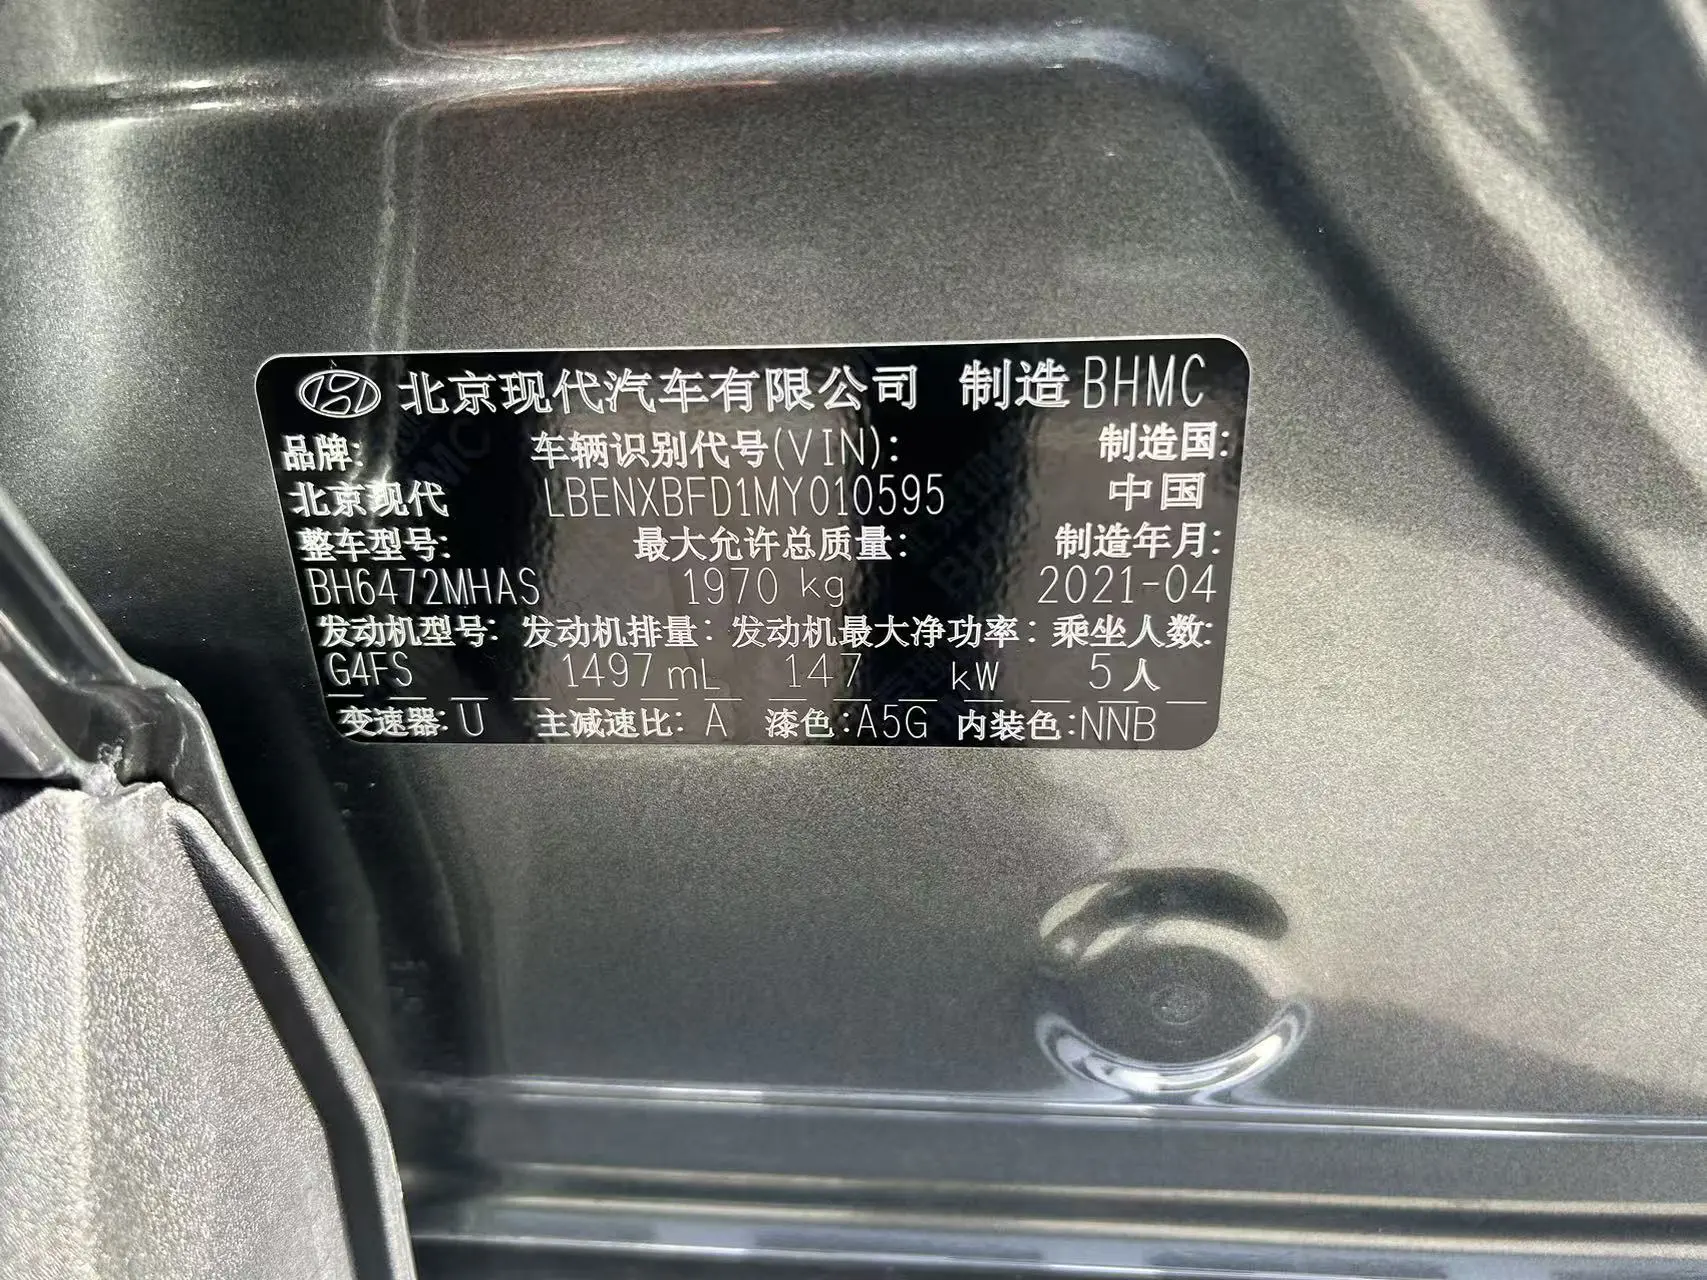 北京现代汽车有限公司 制造 BHMC
品牌: 车辆识别代号(VIN): 制造国:
北京现代 LBENXBFD1MY010595 中国
整车型号: 最大允许总质量: 制造年月:
BH6472MHAS 1970 kg 2021-04
发动机型号: 发动机排量: 发动机最大净功率: 乘坐人数:
G4FS 1497 mL 147 kW 5人
变速器: U 主减速比: A 漆色: A5G 内装色: NNB